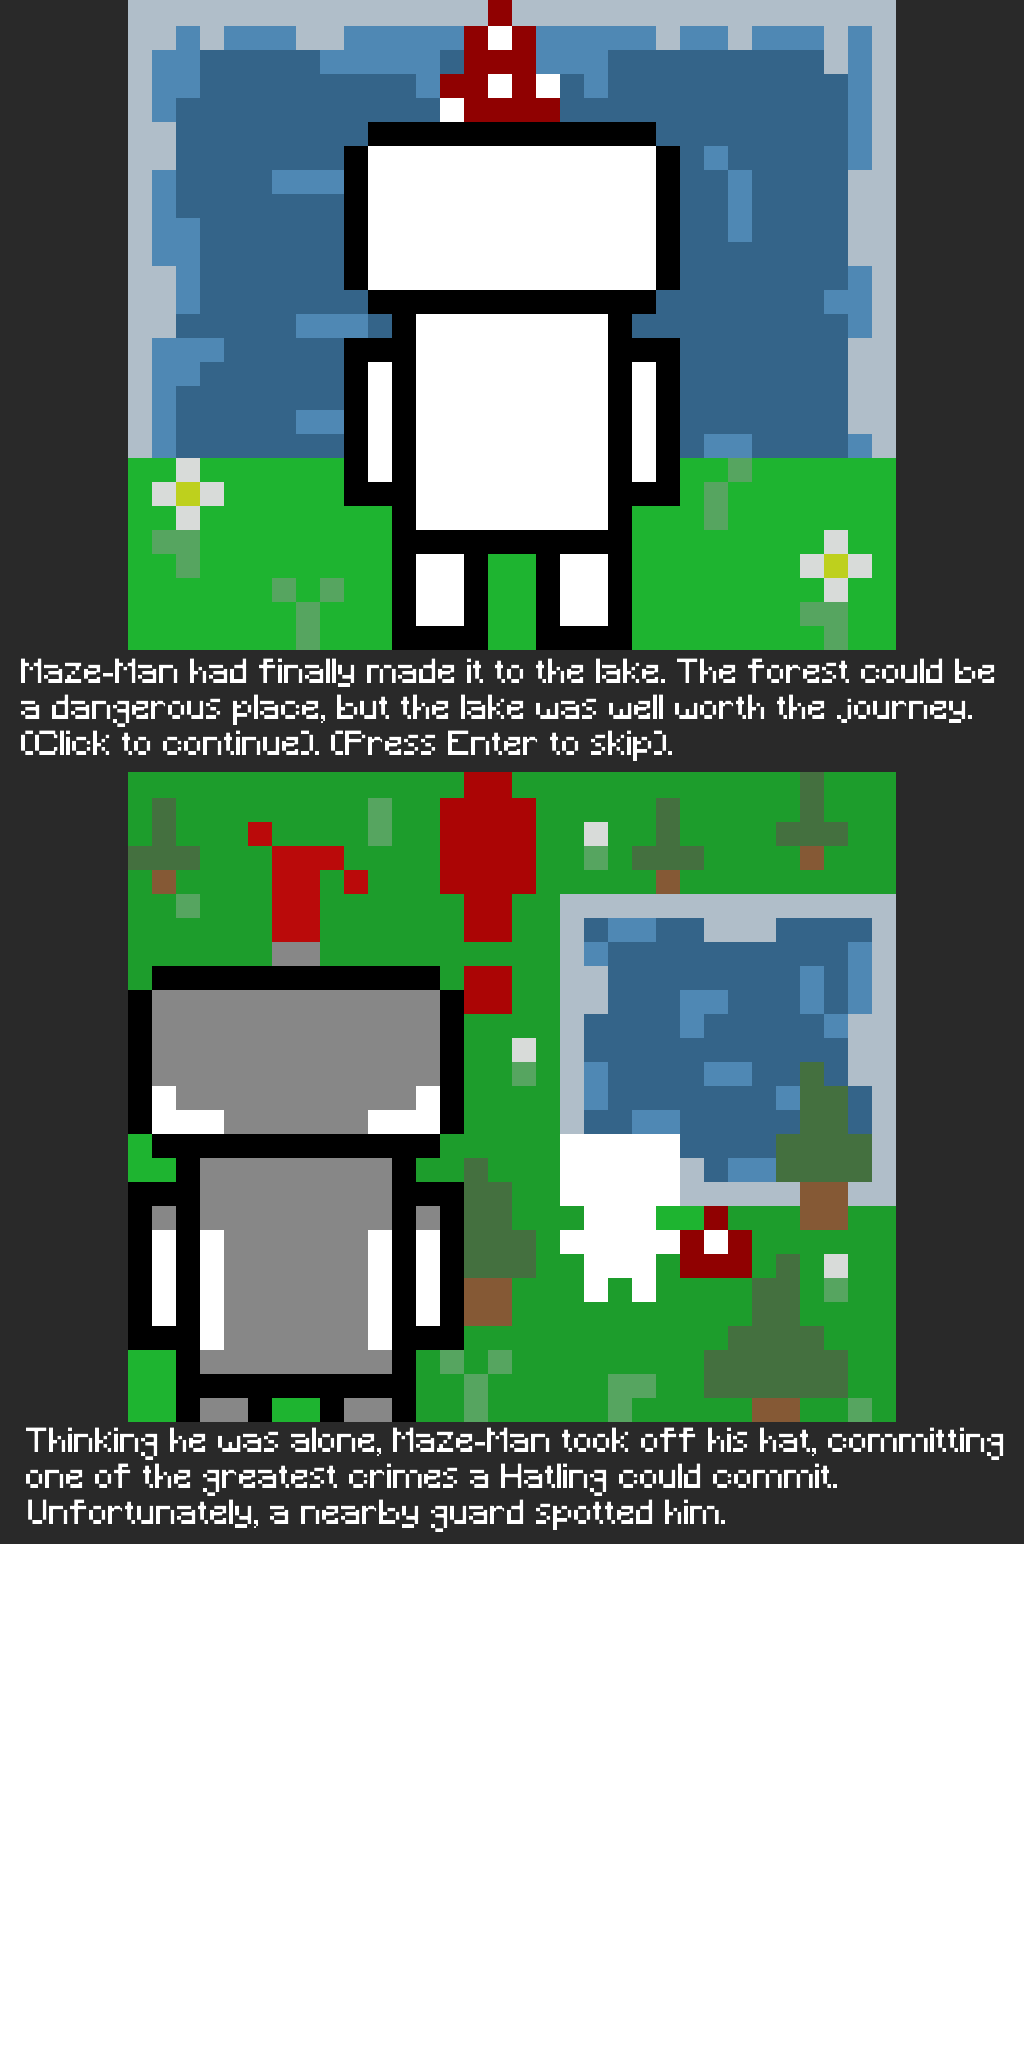 Maze-Man had finally made it to the lake. The forest could be
a dangerous place, but the lake was well worth the journey.
(Click to continue). (Press Enter to skip).
Thinking he was alone, Maze-Man took off his hat, committing
one of the greatest crimes a Hatling could commit.
Unfortunately, a nearby guard spotted him.